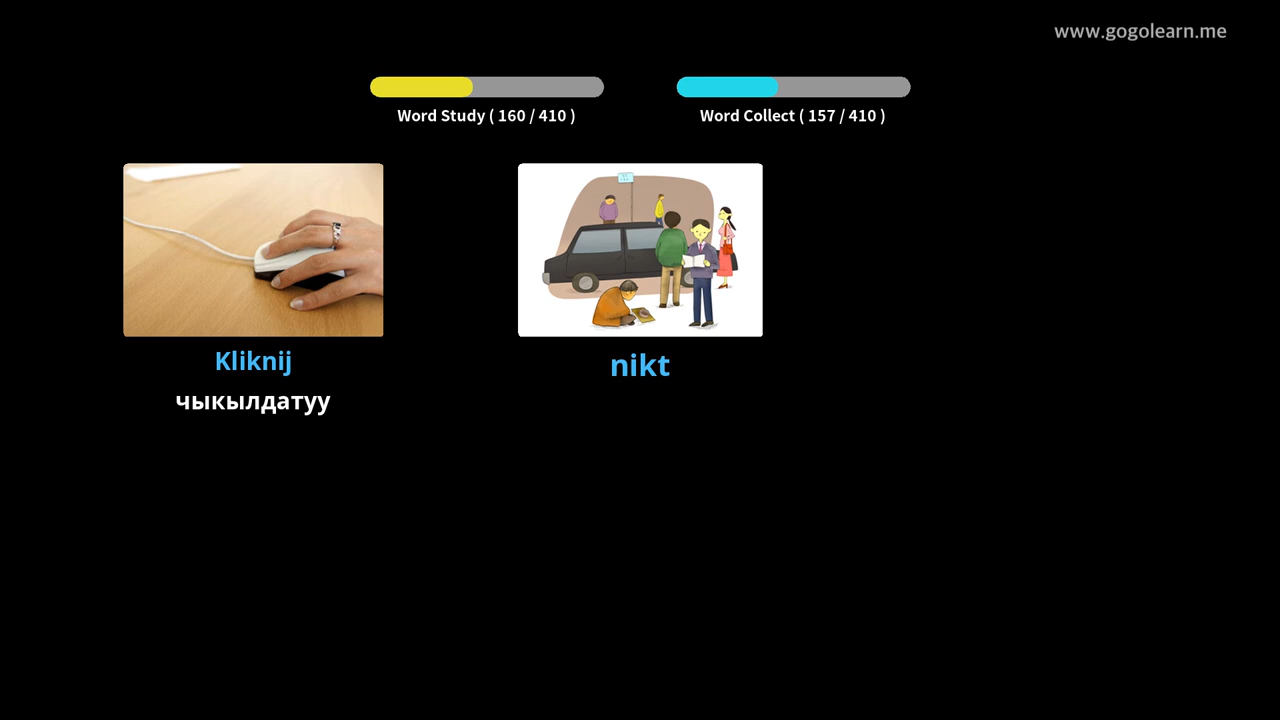 www.gogolearn.me
Word Study ( 160 / 410 )
Word Collect ( 157 / 410 )
Kliknij
чыкылдатуу
nikt